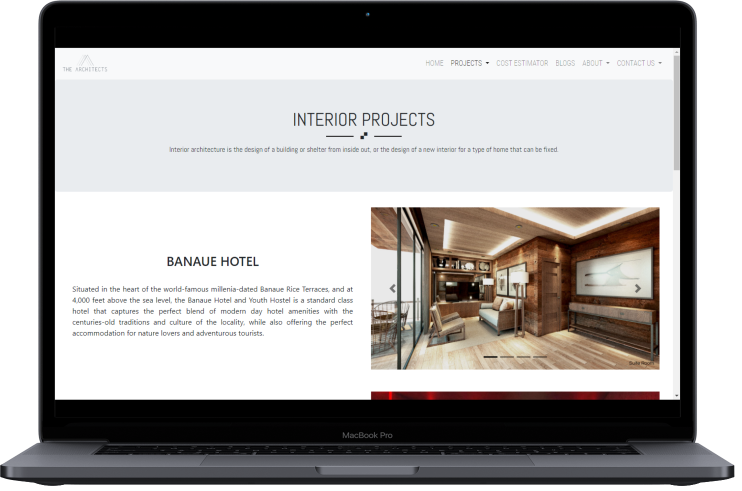 THE ARCHITECTS
HOME PROJECTS COST ESTIMATOR BLOGS ABOUT CONTACT US
INTERIOR PROJECTS
Interior architecture is the design of a building or shelter from inside out, or the design of a new interior for a type of home that can be fixed.
BANAUE HOTEL
Situated in the heart of the world-famous millenia-dated Banaue Rice Terraces, and at
4,000 feet above the sea level, the Banaue Hotel and Youth Hostel is a standard class
hotel that captures the perfect blend of modern day hotel amenities with the
centuries-old traditions and culture of the locality, while also offering the perfect
accommodation for nature lovers and adventurous tourists.
Suite Room
MacBook Pro